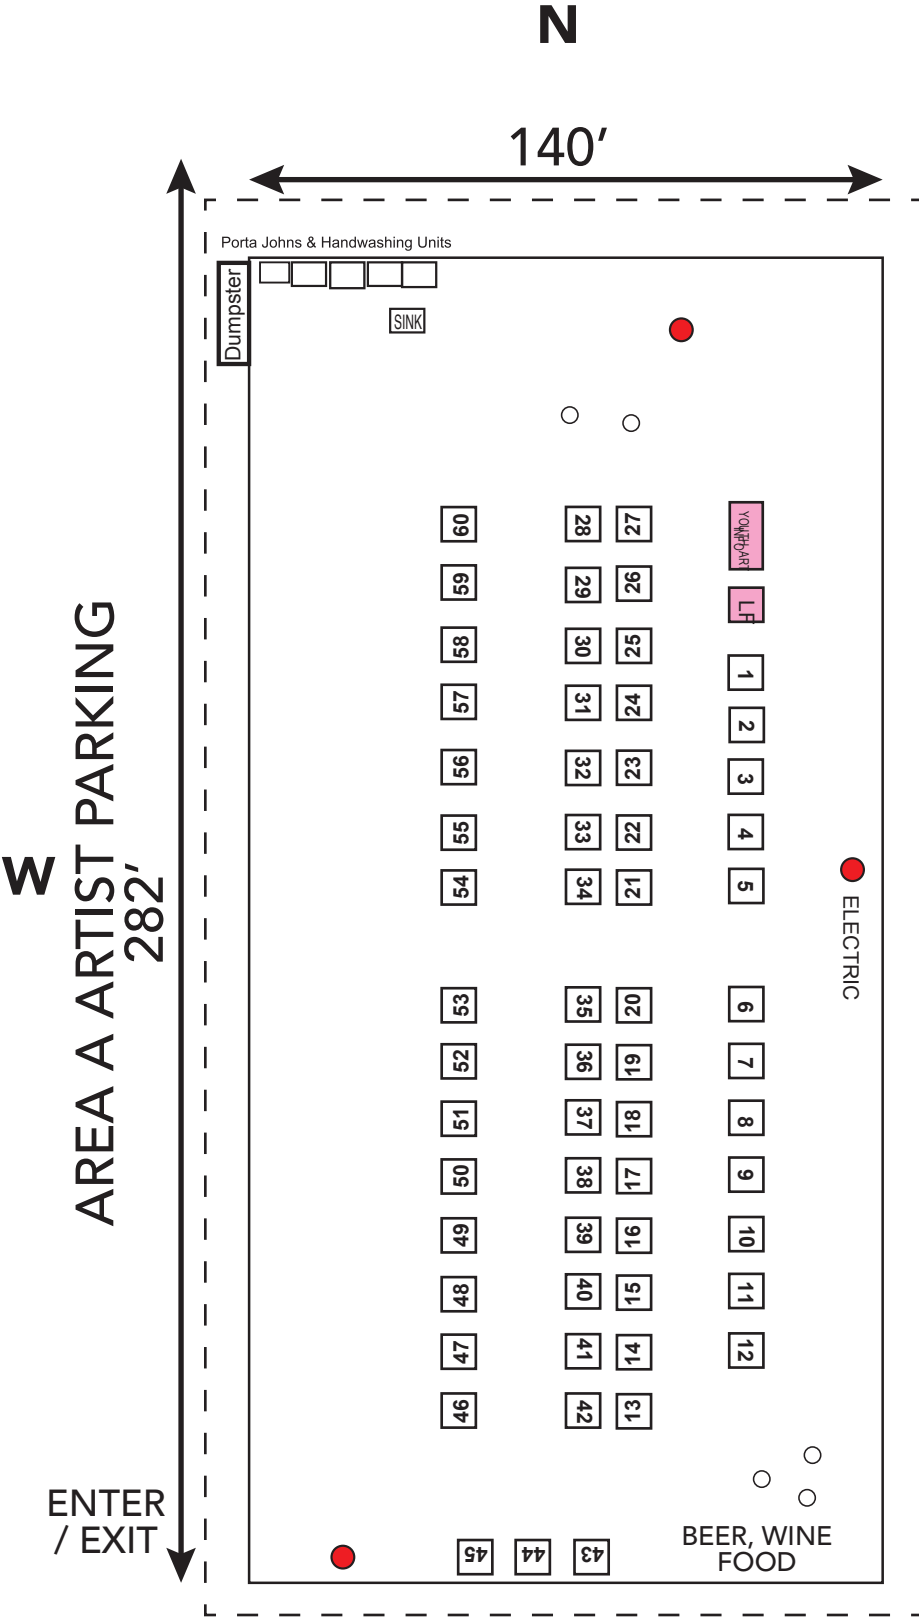 N
140’
Porta Johns & Handwashing Units
Dumpster
SINK
60 28 27
YOUTH ART
INFO
59 29 26
LF
58 30 25
1
57 31 24
2
56 32 23
3
55 33 22 4
54 34 21 5
W
AREA A ARTIST PARKING
282’
ELECTRIC
53 35 20 6
52 36 19 7
51 37 18 8
50 38 17 9
49 39 16 10
48 40 15 11
47 41 14 12
46 42 13
ENTER
/ EXIT
45 44 43
BEER, WINE
FOOD